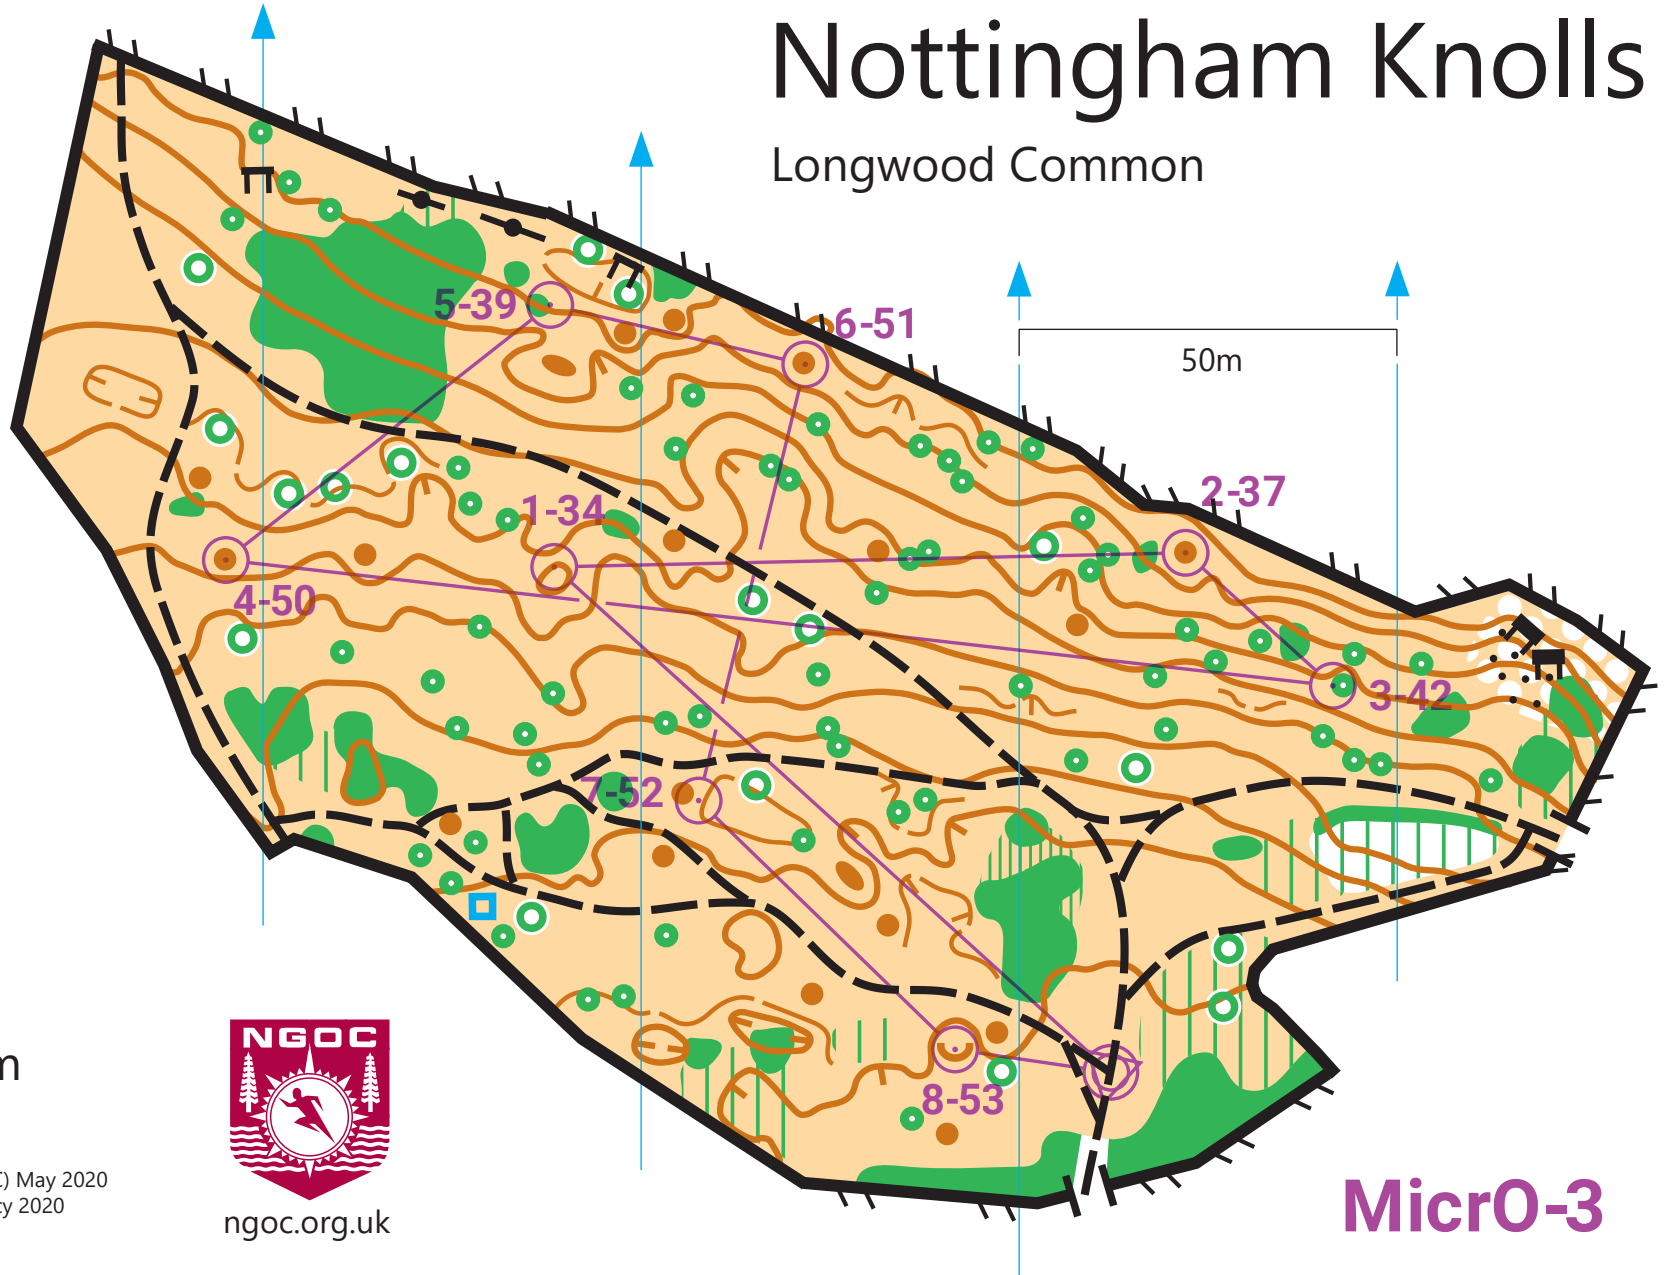 Nottingham Knolls
Longwood Common
5-39
6-51
50m
2-37
1-34
4-50
3-42
7-52
8-53
NGOC
ngoc.org.uk
May 2020
2020
MicrO-3